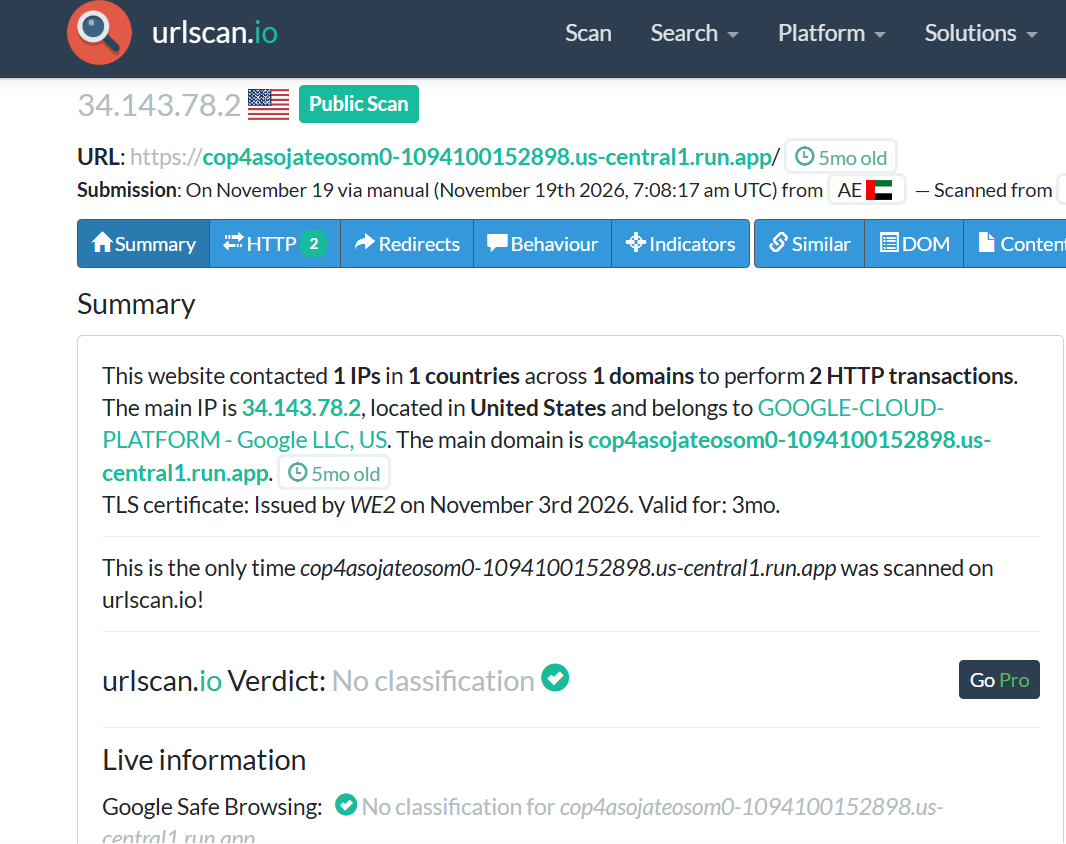 urlscan.io
Scan Search Platform Solutions
34.143.78.2 Public Scan
URL: https://cop4asojateosom0-1094100152898.us-central1.run.app/ 5mo old
Submission: On November 19 via manual (November 19th 2026, 7:08:17 am UTC) from AE — Scanned from
Summary HTTP 2 Redirects Behaviour Indicators Similar DOM Conten
Summary
This website contacted 1 IPs in 1 countries across 1 domains to perform 2 HTTP transactions.
The main IP is 34.143.78.2, located in United States and belongs to GOOGLE-CLOUD-
PLATFORM - Google LLC, US. The main domain is cop4asojateosom0-1094100152898.us-
central1.run.app. 5mo old
TLS certificate: Issued by WE2 on November 3rd 2026. Valid for: 3mo.
This is the only time cop4asojateosom0-1094100152898.us-central1.run.app was scanned on
urlscan.io!
urlscan.io Verdict: No classification Go Pro
Live information
Google Safe Browsing: No classification for cop4asojateosom0-1094100152898.us-
central1.run.app